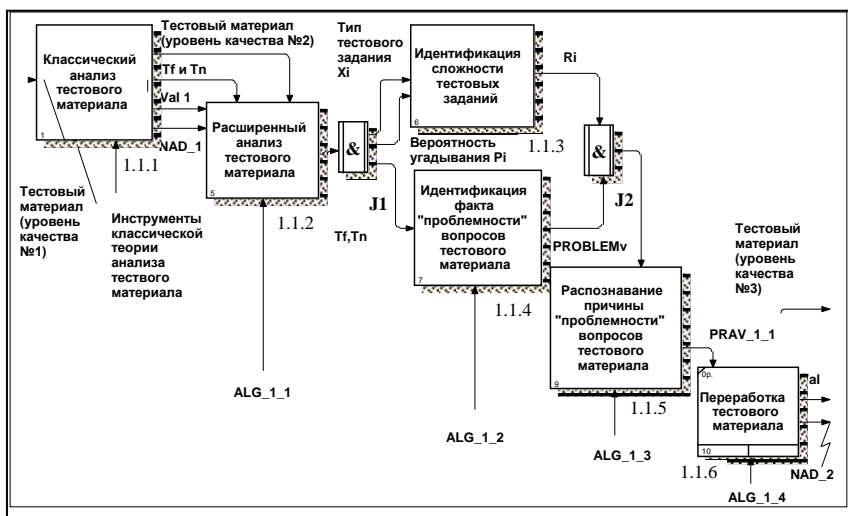 Тестовый материал
(уровень качества №2)
Классический
анализ
тестового
материала
1
1.1.1
Tf и Tn
Val 1
NAD_1
Тестовый
материал
(уровень
качества
№1)
Инструменты
классической
теории
анализа
тествого
материала
Расширенный
анализ
тестового
материала
5
1.1.2
ALG_1_1
&
J1
Тип
тестового
задания
Xi
Идентификация
сложности
тестовых
заданий
6
1.1.3
Ri
Вероятность
угадывания Pi
Tf,Tn
Идентификация
факта
"проблемности"
вопросов
тестового
материала
7
1.1.4
ALG_1_2
&
J2
PROBLEMv
Распознавание
причины
"проблемности"
вопросов
тестового
материала
9
1.1.5
ALG_1_3
Тестовый
материал
(уровень
качества
№3)
PRAV_1_1
0р.
Переработка
тестового
материала
10
1.1.6
al
NAD_2
ALG_1_4